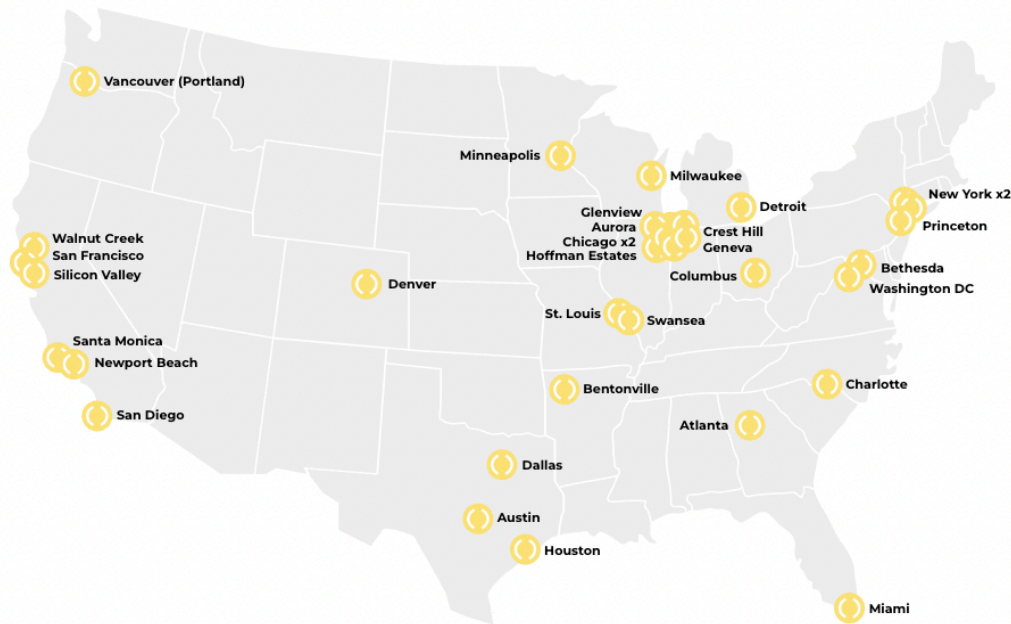 Vancouver (Portland)
Minneapolis
Milwaukee
New York x2
Detroit
Glenview
Princeton
Aurora
Crest Hill
Walnut Creek
Chicago x2
Geneva
San Francisco
Hoffman Estates
Bethesda
Silicon Valley
Columbus
Denver
Washington DC
St. Louis
Swansea
Santa Monica
Newport Beach
Bentonville
Charlotte
San Diego
Atlanta
Dallas
Austin
Houston
Miami